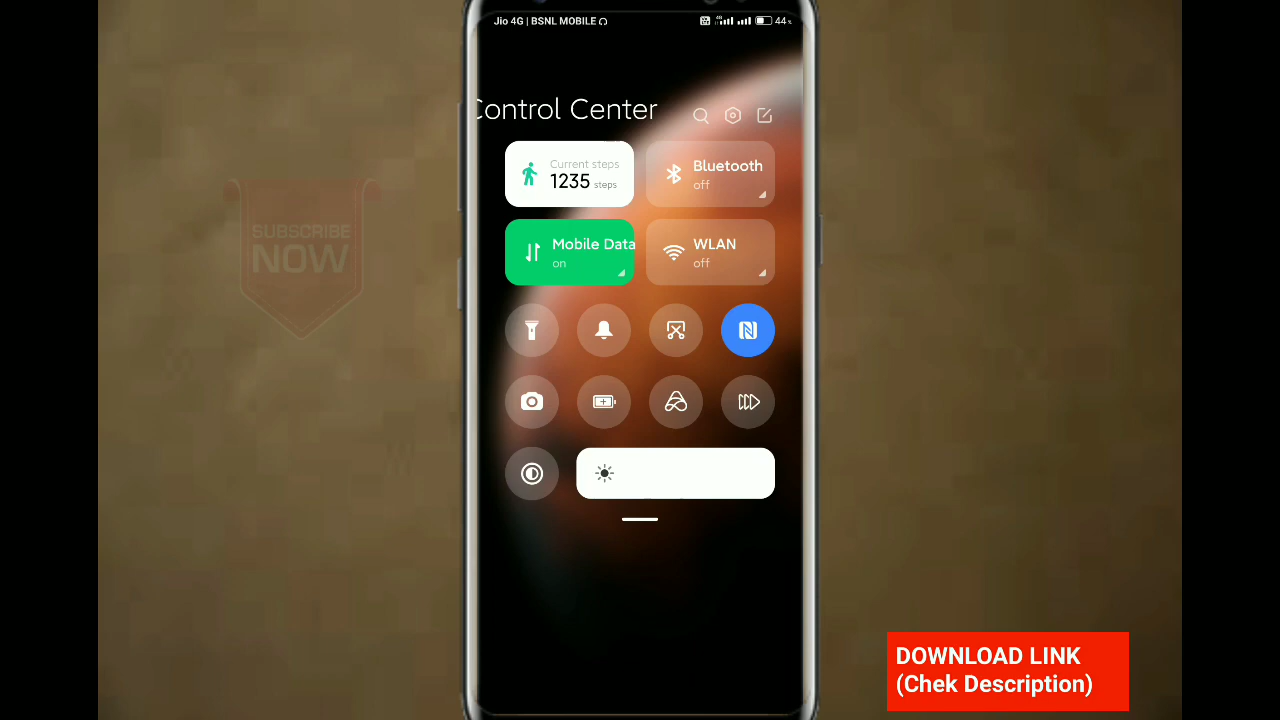 Jio 4G | BSNL MOBILE
44%
Control Center
Current steps
1235 steps
Bluetooth
off
Mobile Data
on
WLAN
off
SUBSCRIBE
NOW
DOWNLOAD LINK
(Chek Description)